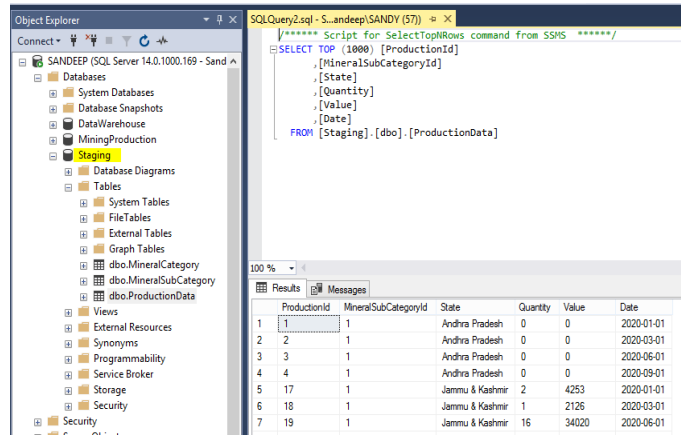 Object Explorer
Connect
SANDEEP (SQL Server 14.0.1000.169 - Sand
Databases
System Databases
Database Snapshots
DataWarehouse
MiningProduction
Staging
Database Diagrams
Tables
System Tables
FileTables
External Tables
Graph Tables
dbo.MineralCategory
dbo.MineralSubCategory
dbo.ProductionData
Views
External Resources
Synonyms
Programmability
Service Broker
Storage
Security
Security
SQLQuery2.sql - S...andeep\SANDY (57))
/****** Script for SelectTopNRows command from SSMS ******/
SELECT TOP (1000) [ProductionId]
,[MineralSubCategoryId]
,[State]
,[Quantity]
,[Value]
,[Date]
FROM [Staging].[dbo].[ProductionData]
100 %
Results Messages
ProductionId MineralSubCategoryId State Quantity Value Date
1 1 1 Andhra Pradesh 0 0 2020-01-01
2 2 1 Andhra Pradesh 0 0 2020-03-01
3 3 1 Andhra Pradesh 0 0 2020-06-01
4 4 1 Andhra Pradesh 0 0 2020-09-01
5 17 1 Jammu & Kashmir 2 4253 2020-01-01
6 18 1 Jammu & Kashmir 1 2126 2020-03-01
7 19 1 Jammu & Kashmir 16 34020 2020-06-01